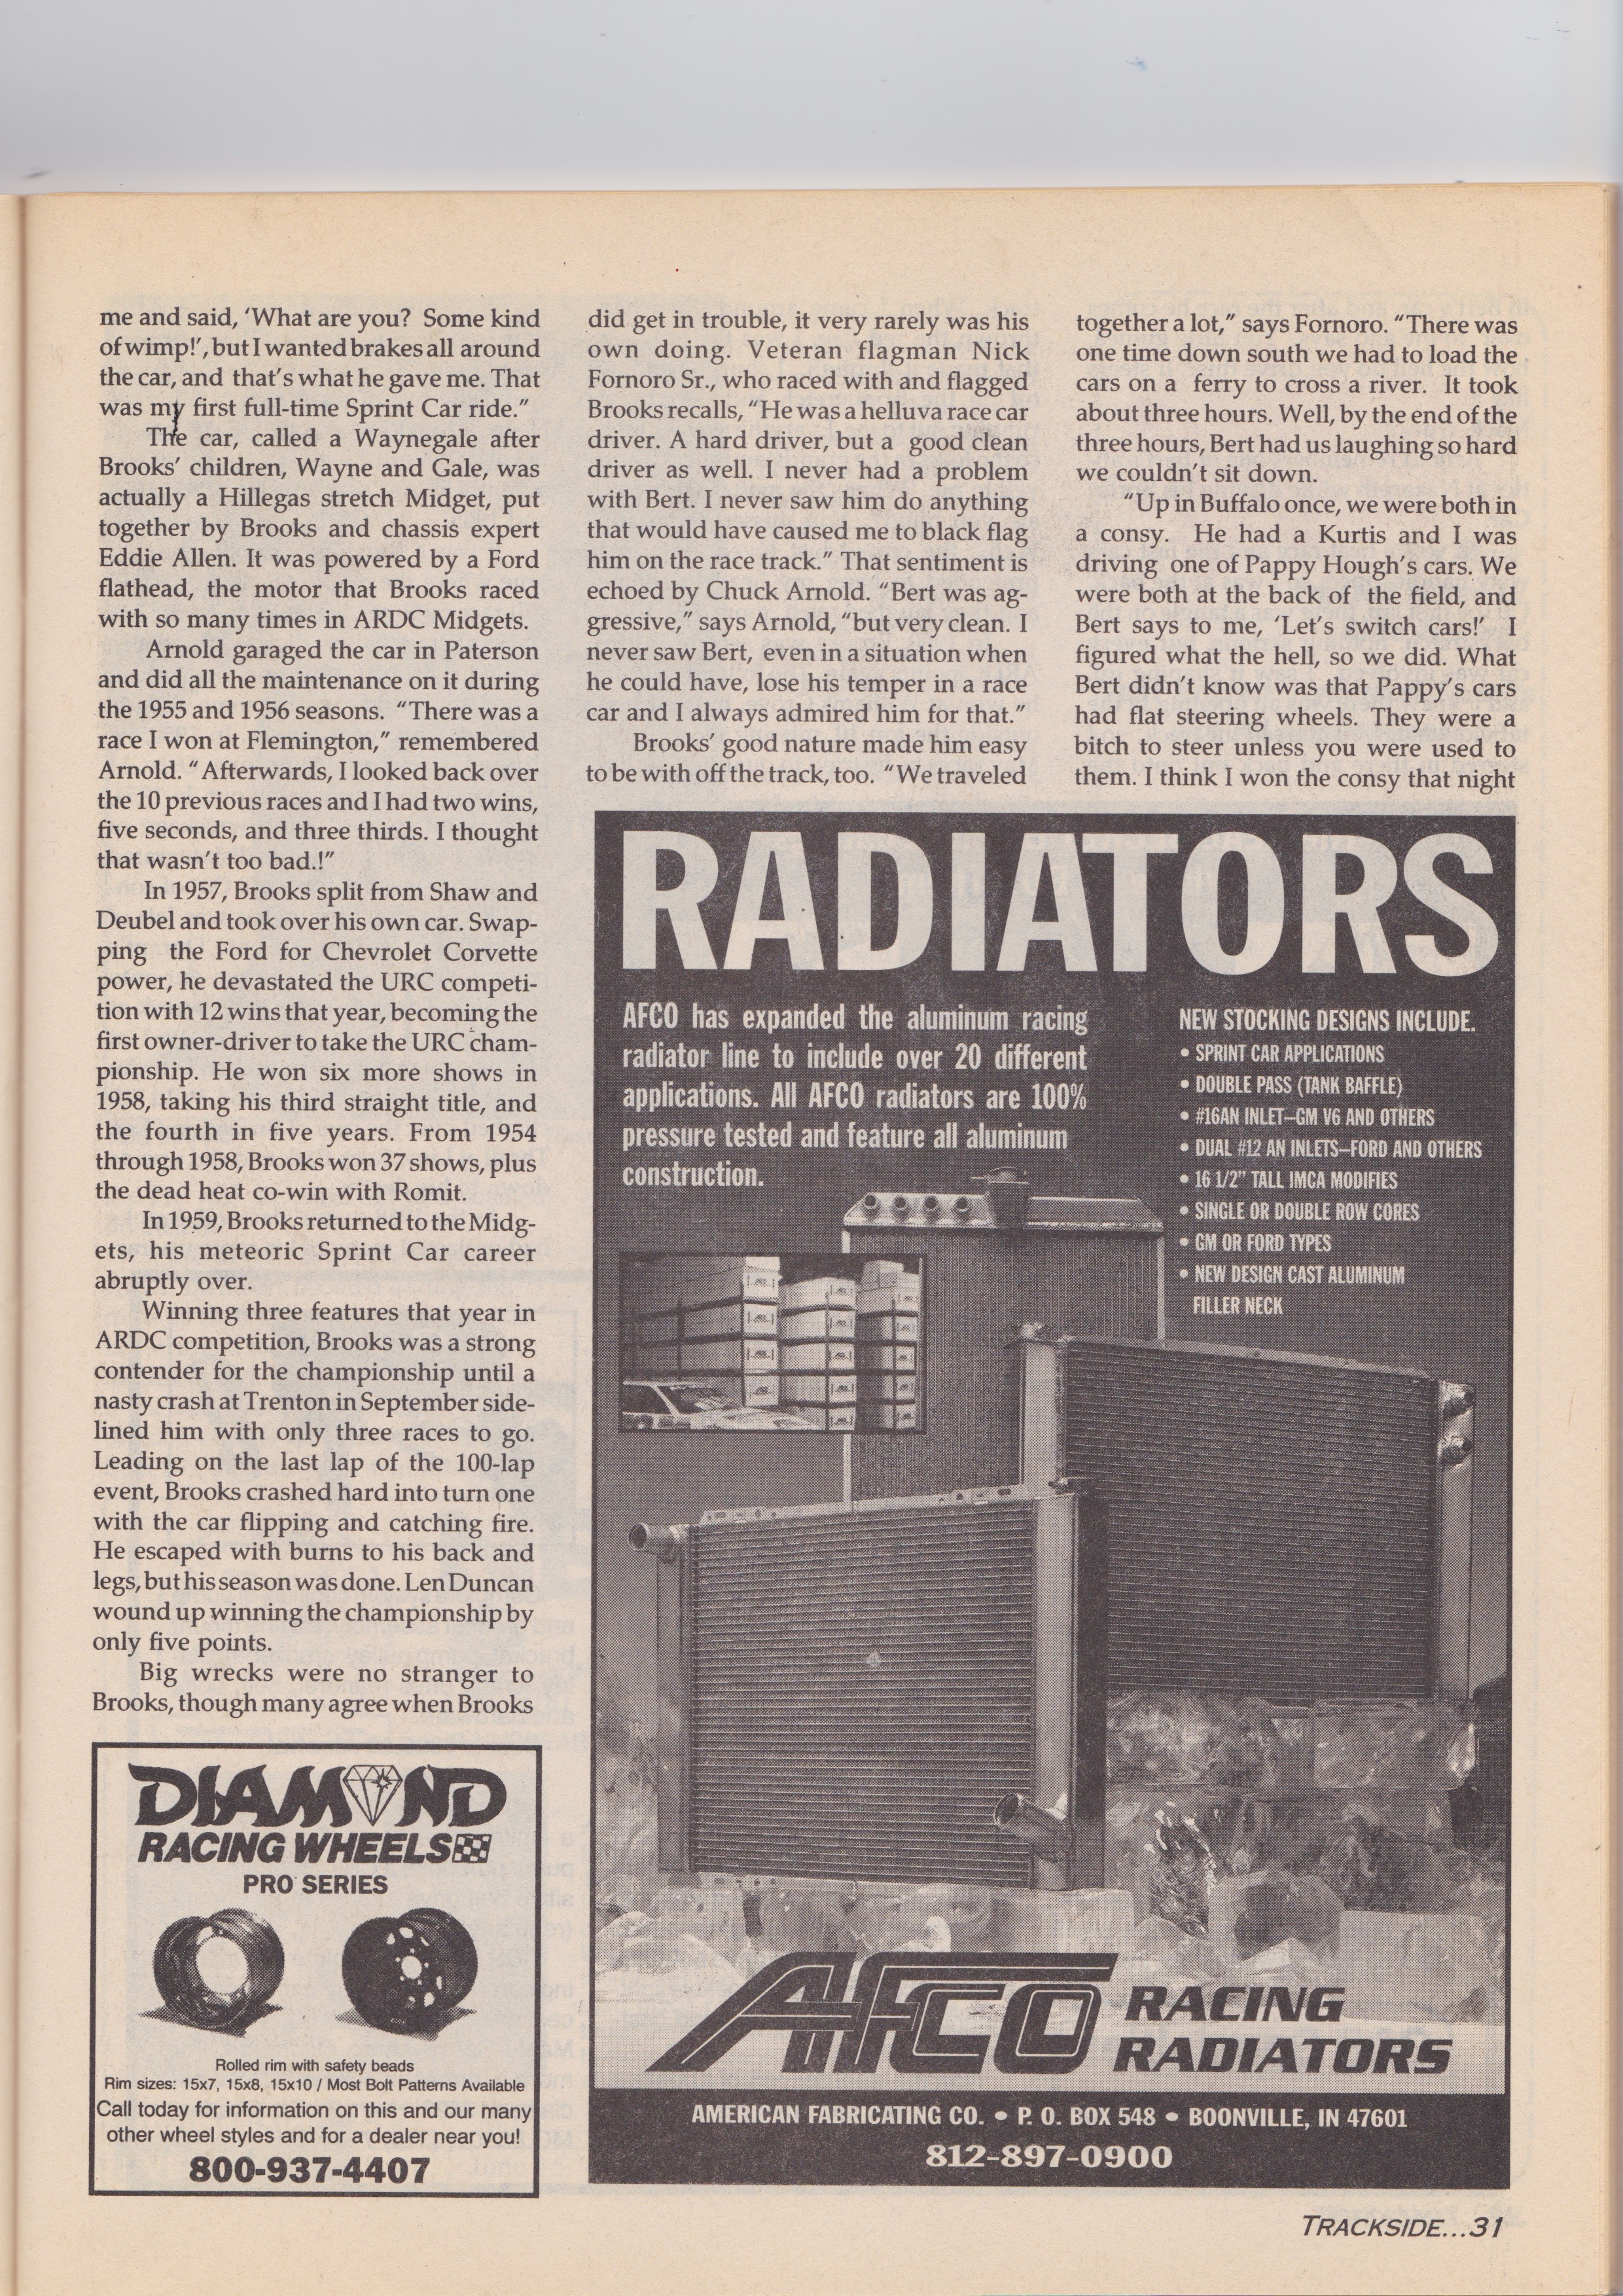 me and said, ‘What are you? Some kind
of wimp!’, but I wanted brakes all around
the car, and that’s what he gave me. That
was my first full-time Sprint Car ride.”
The car, called a Waynegale after
Brooks’ children, Wayne and Gale, was
actually a Hillegas stretch Midget, put
together by Brooks and chassis expert
Eddie Allen. It was powered by a Ford
flathead, the motor that Brooks raced
with so many times in ARDC Midgets.
Arnold garaged the car in Paterson
and did all the maintenance on it during
the 1955 and 1956 seasons. “There was a
race I won at Flemington,” remembered
Arnold. “Afterwards, I looked back over
the 10 previous races and I had two wins,
five seconds, and three thirds. I thought
that wasn’t too bad.!”
In 1957, Brooks split from Shaw and
Deubel and took over his own car. Swap-
ping the Ford for Chevrolet Corvette
power, he devastated the URC competi-
tion with 12 wins that year, becoming the
first owner-driver to take the URC cham-
pionship. He won six more shows in
1958, taking his third straight title, and
the fourth in five years. From 1954
through 1958, Brooks won 37 shows, plus
the dead heat co-win with Romit.
In 1959, Brooks returned to the Midg-
ets, his meteoric Sprint Car career
abruptly over.
Winning three features that year in
ARDC competition, Brooks was a strong
contender for the championship until a
nasty crash at Trenton in September side-
lined him with only three races to go.
Leading on the last lap of the 100-lap
event, Brooks crashed hard into turn one
with the car flipping and catching fire.
He escaped with burns to his back and
legs, but his season was done. Len Duncan
wound up winning the championship by
only five points.
Big wrecks were no stranger to
Brooks, though many agree when Brooks
did get in trouble, it very rarely was his
own doing. Veteran flagman Nick
Fornoro Sr., who raced with and flagged
Brooks recalls, “He was a helluva race car
driver. A hard driver, but a good clean
driver as well. I never had a problem
with Bert. I never saw him do anything
that would have caused me to black flag
him on the race track.” That sentiment is
echoed by Chuck Arnold. “Bert was ag-
gressive,” says Arnold, “but very clean. I
never saw Bert, even in a situation when
he could have, lose his temper in a race
car and I always admired him for that.”
Brooks’ good nature made him easy
to be with off the track, too. “We traveled
together a lot,” says Fornoro. “There was
one time down south we had to load the
cars on a ferry to cross a river. It took
about three hours. Well, by the end of the
three hours, Bert had us laughing so hard
we couldn’t sit down.
“Up in Buffalo once, we were both in
a consy. He had a Kurtis and I was
driving one of Pappy Hough’s cars. We
were both at the back of the field, and
Bert says to me, ‘Let’s switch cars!’ I
figured what the hell, so we did. What
Bert didn’t know was that Pappy’s cars
had flat steering wheels. They were a
bitch to steer unless you were used to
them. I think I won the consy that night
DIAMOND
RACING WHEELS
PRO SERIES
Rolled rim with safety beads
Rim sizes: 15x7, 15x8, 15x10 / Most Bolt Patterns Available
Call today for information on this and our many
other wheel styles and for a dealer near you!
800-937-4407
RADIATORS
AFCO has expanded the aluminum racing
radiator line to include over 20 different
applications. All AFCO radiators are 100%
pressure tested and feature all aluminum
construction.
NEW STOCKING DESIGNS INCLUDE.
• SPRINT CAR APPLICATIONS
• DOUBLE PASS (TANK BAFFLE)
• #16AN INLET–GM V6 AND OTHERS
• DUAL #12 AN INLETS–FORD AND OTHERS
• 16 1/2” TALL IMCA MODIFIES
• SINGLE OR DOUBLE ROW CORES
• GM OR FORD TYPES
• NEW DESIGN CAST ALUMINUM
FILLER NECK
AFCO RACING
RADIATORS
AMERICAN FABRICATING CO. • P. O. BOX 548 • BOONVILLE, IN 47601
812-897-0900
TRACKSIDE...31